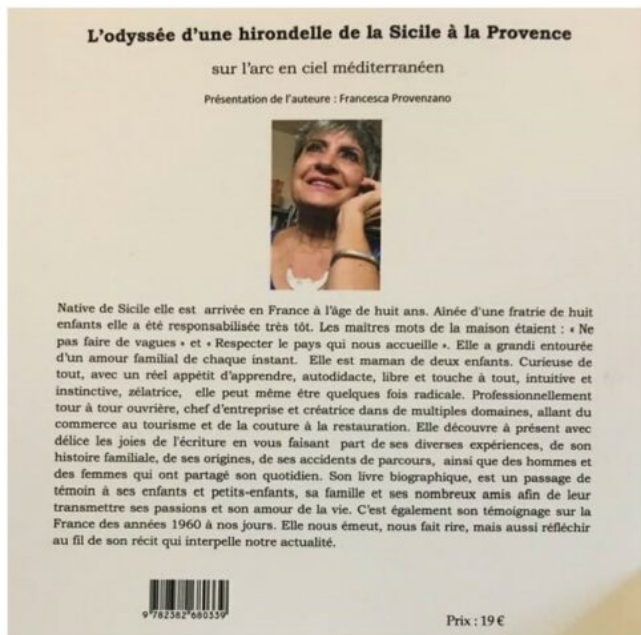 L'odyssée d'une hirondelle de la Sicile à la Provence
sur l'arc en ciel méditerranéen
Présentation de l'auteure : Francesca Provenzano
Native de Sicile elle est arrivée en France à l'âge de huit ans. Ainée d'une fratrie de huit
enfants elle a été responsabilisée très tôt. Les maîtres mots de la maison étaient : « Ne
pas faire de vagues » et « Respecter le pays qui nous accueille ». Elle a grandi entourée
d'un amour familial de chaque instant. Elle est maman de deux enfants. Curieuse de
tout, avec un réel appétit d'apprendre, autodidacte, libre et touche à tout, intuitive et
instinctive, zélatrice, elle peut même être quelques fois radicale. Professionnellement
tour à tour ouvrière, chef d'entreprise et créatrice dans de multiples domaines, allant du
commerce au tourisme et de la couture à la restauration. Elle découvre à présent avec
délice les joies de l'écriture en vous faisant part de ses diverses expériences, de son
histoire familiale, de ses origines, de ses accidents de parcours, ainsi que des hommes et
des femmes qui ont partagé son quotidien. Son livre biographique, est un passage de
témoin à ses enfants et petits-enfants, sa famille et ses nombreux amis afin de leur
transmettre ses passions et son amour de la vie. C'est également son témoignage sur la
France des années 1960 à nos jours. Elle nous émeut, nous fait rire, mais aussi réfléchir
au fil de son récit qui interpelle notre actualité.
9 782382 680339
Prix : 19 €